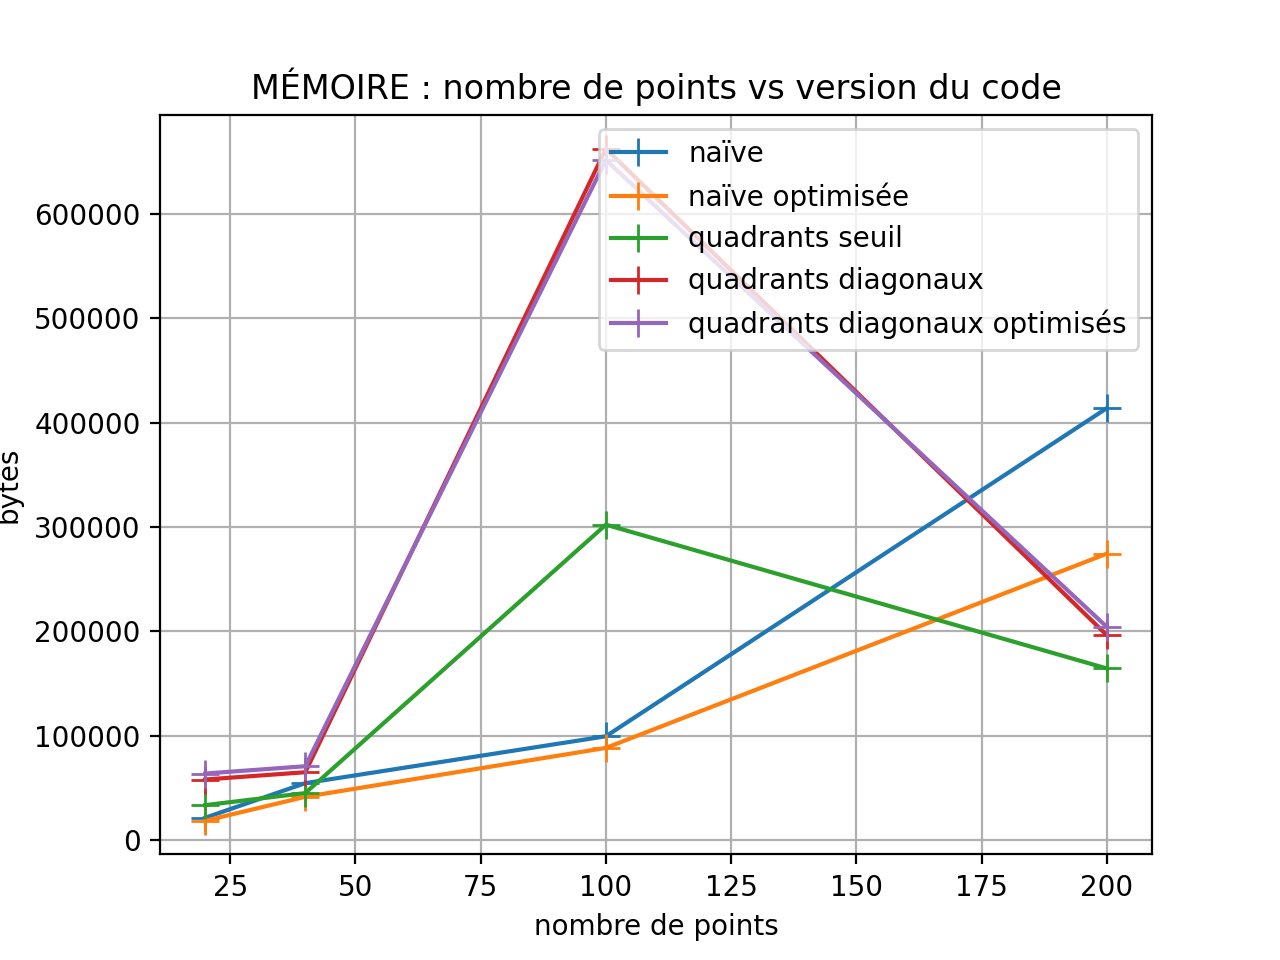 MÉMOIRE : nombre de points vs version du code
naïve
naïve optimisée
quadrants seuil
quadrants diagonaux
quadrants diagonaux optimisés
600000
500000
400000
300000
200000
100000
0
bytes
25 50 75 100 125 150 175 200
nombre de points